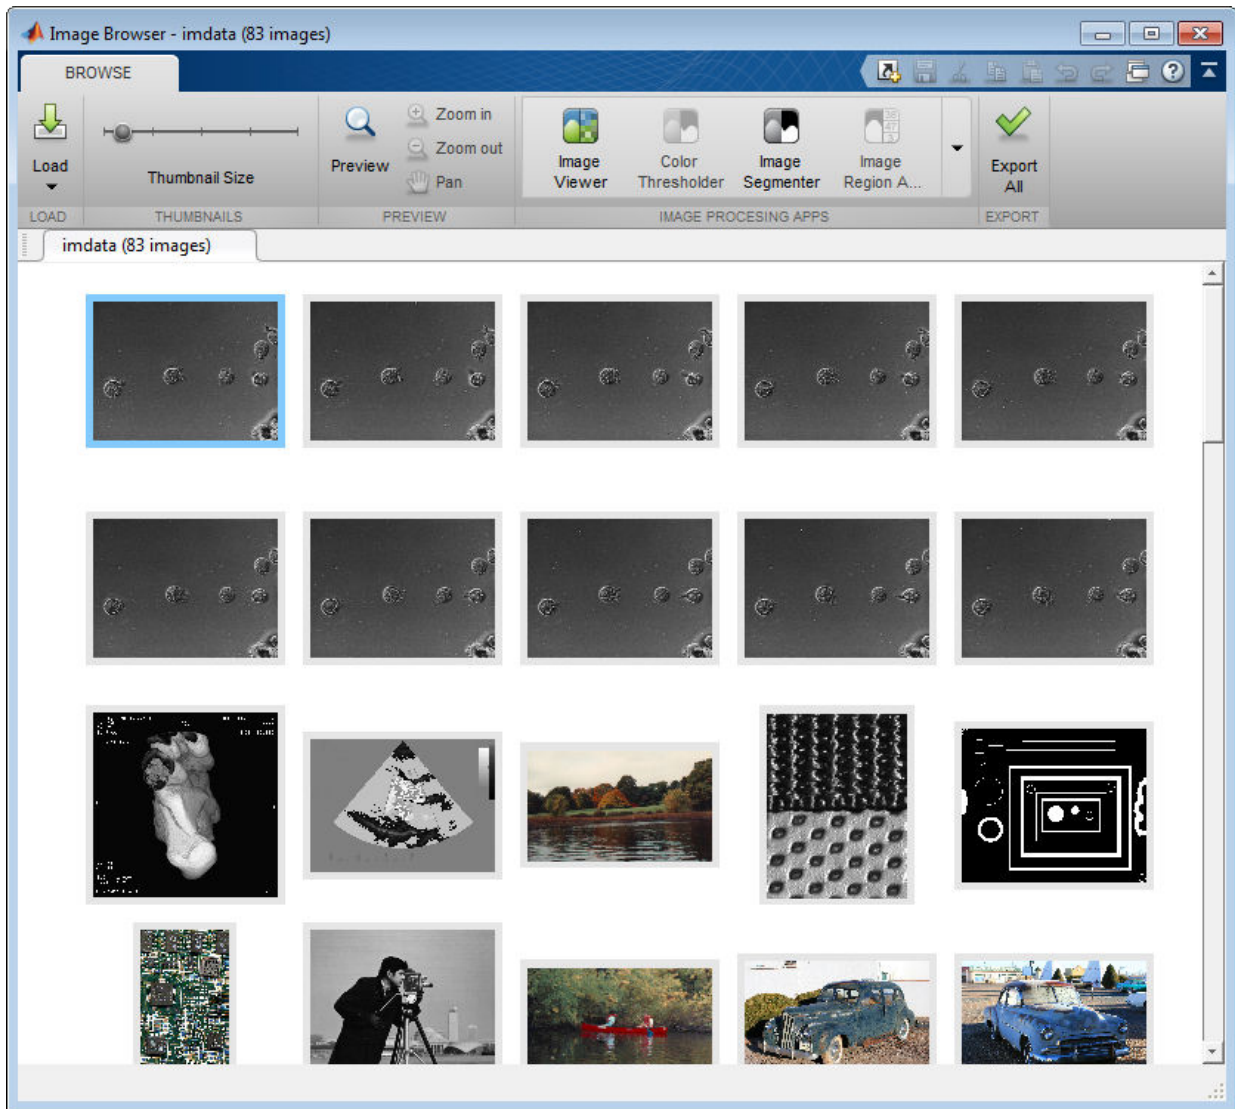 Image Browser - imdata (83 images)
BROWSE
Load
Thumbnail Size
Preview
Zoom in
Zoom out
Pan
Image
Viewer
Color
Thresholder
Image
Segmenter
Image
Region A...
Export
All
LOAD
THUMBNAILS
PREVIEW
IMAGE PROCESING APPS
EXPORT
imdata (83 images)